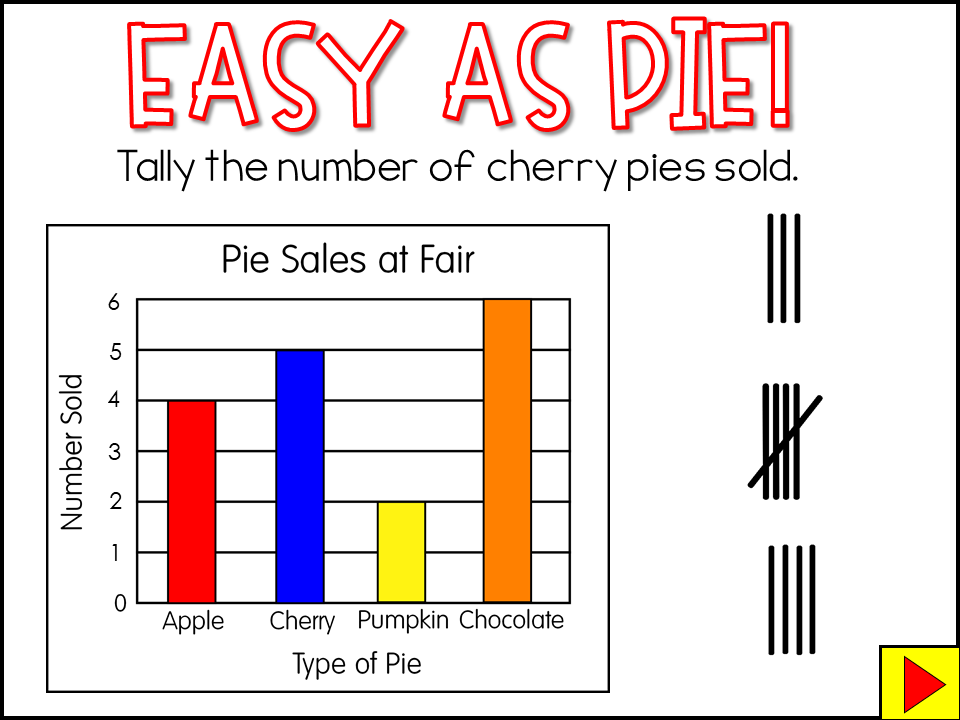 EASY AS PIE!
Tally the number of cherry pies sold.
Pie Sales at Fair
6
5
4
3
2
1
0
Number Sold
Apple Cherry Pumpkin Chocolate
Type of Pie